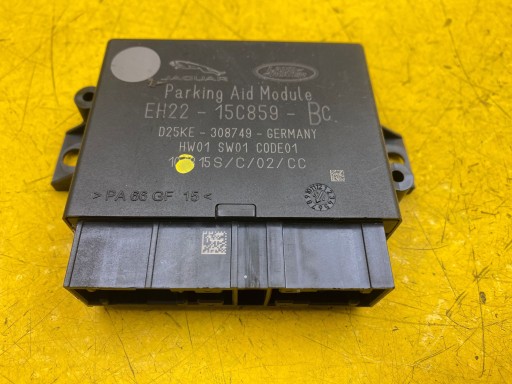 JAGUAR LAND ROVER
Parking Aid Module
EH22 - 15C859 - BC.
D25KE - 308749 - GERMANY
HW01 SW01 CODE01
15S/C/02/CC
> PA 66 GF 15 <